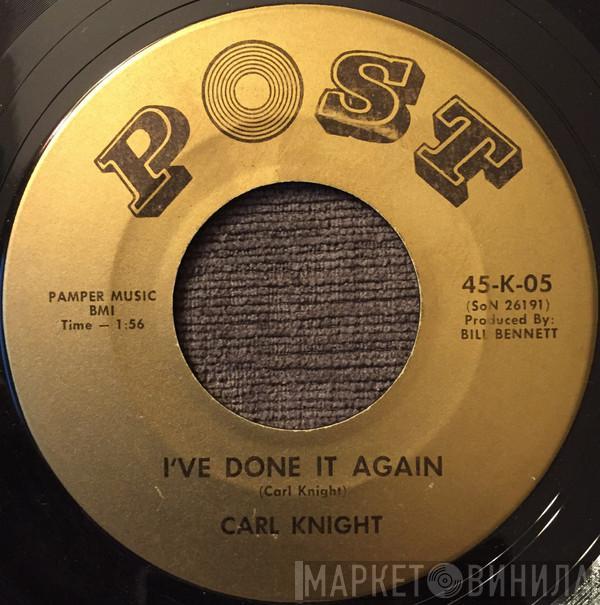 POST
PAMPER MUSIC
BMI
Time — 1:56
45-K-05
(SoN 26191)
Produced By:
BILL BENNETT
I'VE DONE IT AGAIN
(Carl Knight)
CARL KNIGHT
МАРКЕТ ВИНИЛА